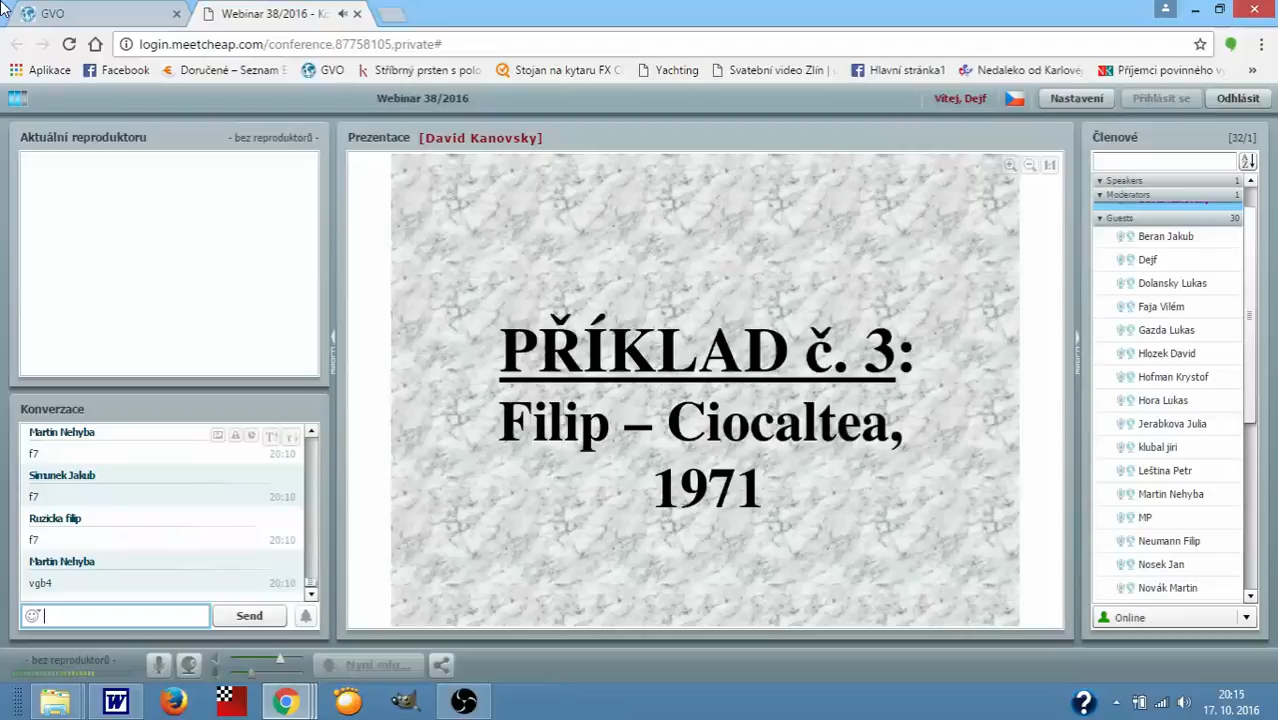 GVO
Webinar 38/2016 - Kc
login.meetcheap.com/conference,87758105,private#
Aplikace
Facebook
Doručené – Seznam E
GVO
Stříbrný prsten s polo
Stojan na kytaru FX C
Yachting
Svatební video Zlín |
Hlavní stránka1
Nedaleko od Karlove
Příjemci povinného
Webinar 38/2016
Vítej, Dejf
Nastavení
Přihlásit se
Odhlásit
Aktuální reproduktoru
- bez reproduktorů -
Prezentace [David Kanovsky]
PŘÍKLAD č. 3:
Filip – Ciocaltea,
1971
Konverzace
Martin Nehyba
f7 20:10
Simunek Jakub
f7 20:10
Ruzicka filip
f7 20:10
Martin Nehyba
vgb4 20:10
Send
Členové [32/1]
Speakers 1
Moderators 1
Guests 30
Beran Jakub
Dejf
Dolansky Lukas
Faja Vilém
Gazda Lukas
Hlozek David
Hofman Krystof
Hora Lukas
Jerabkova Julia
klubal jiri
Leština Petr
Martin Nehyba
MP
Neumann Filip
Nosek Jan
Novák Martin
Online
- bez reproduktorů -
Nyní mlu...
20:15
17. 10. 2016